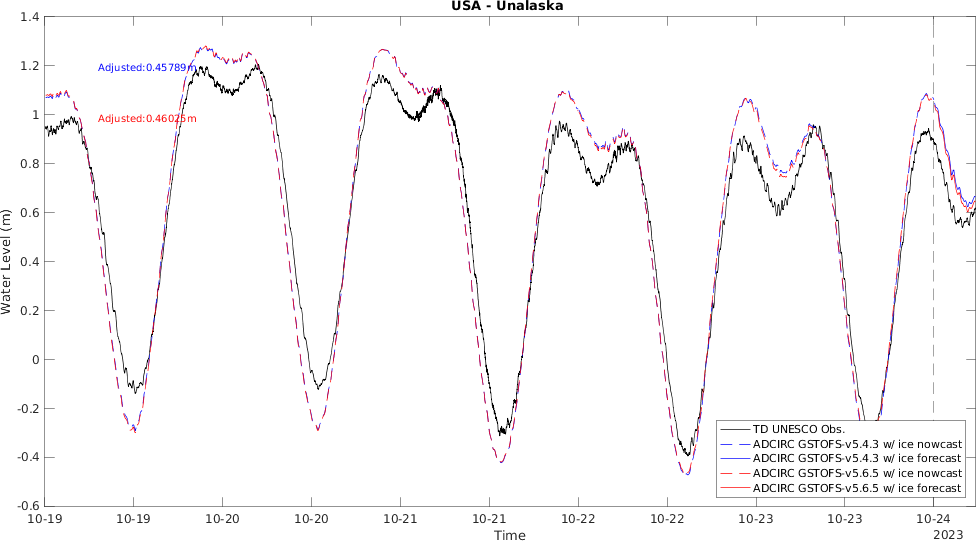 USA - Unalaska
1.4
1.2
1
0.8
0.6
0.4
0.2
0
-0.2
-0.4
-0.6
Water Level (m)
Adjusted:0.45789m
Adjusted:0.46025m
TD UNESCO Obs.
ADCIRC GSTOFS-v5.4.3 w/ ice nowcast
ADCIRC GSTOFS-v5.4.3 w/ ice forecast
ADCIRC GSTOFS-v5.6.5 w/ ice nowcast
ADCIRC GSTOFS-v5.6.5 w/ ice forecast
10-19 10-19 10-20 10-20 10-21 10-21 10-22 10-22 10-23 10-23 10-24
2023
Time